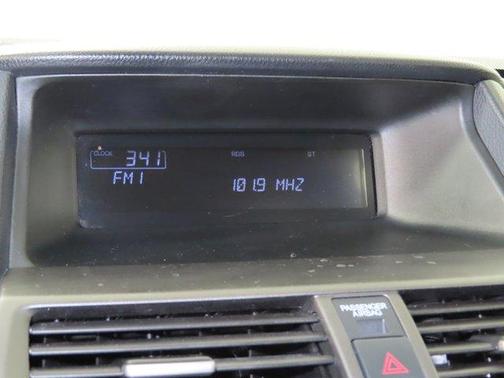 CLOCK 3:41 RDS ST
FM1 101.9 MHZ
PASSENGER
AIRBAG